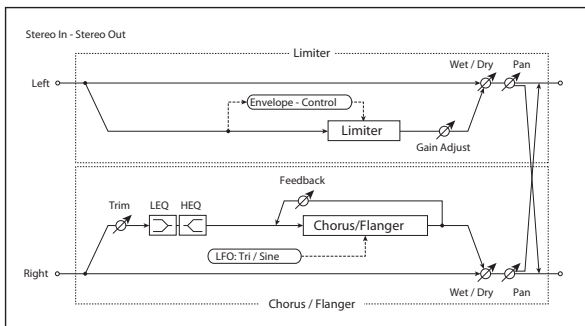 Stereo In - Stereo Out
Limiter
Wet / Dry
Pan
Left
Envelope - Control
Limiter
Gain Adjust
Feedback
Trim
LEQ
HEQ
Chorus/Flanger
LFO: Tri / Sine
Right
Wet / Dry
Pan
Chorus / Flanger